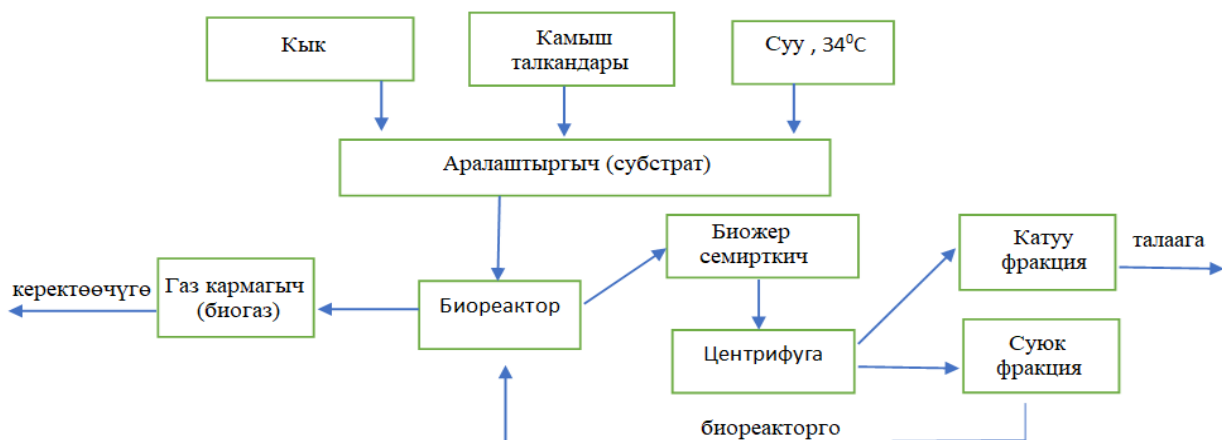 Кык
Камыш
талкандары
Суу , 34⁰С
Аралаштыргыч (субстрат)
Биожер
семирткич
Катуу
фракция
талаага
керектөөчүгө
Газ кармагыч
(биогаз)
Биореактор
Центрифуга
Суюк
фракция
биореакторго